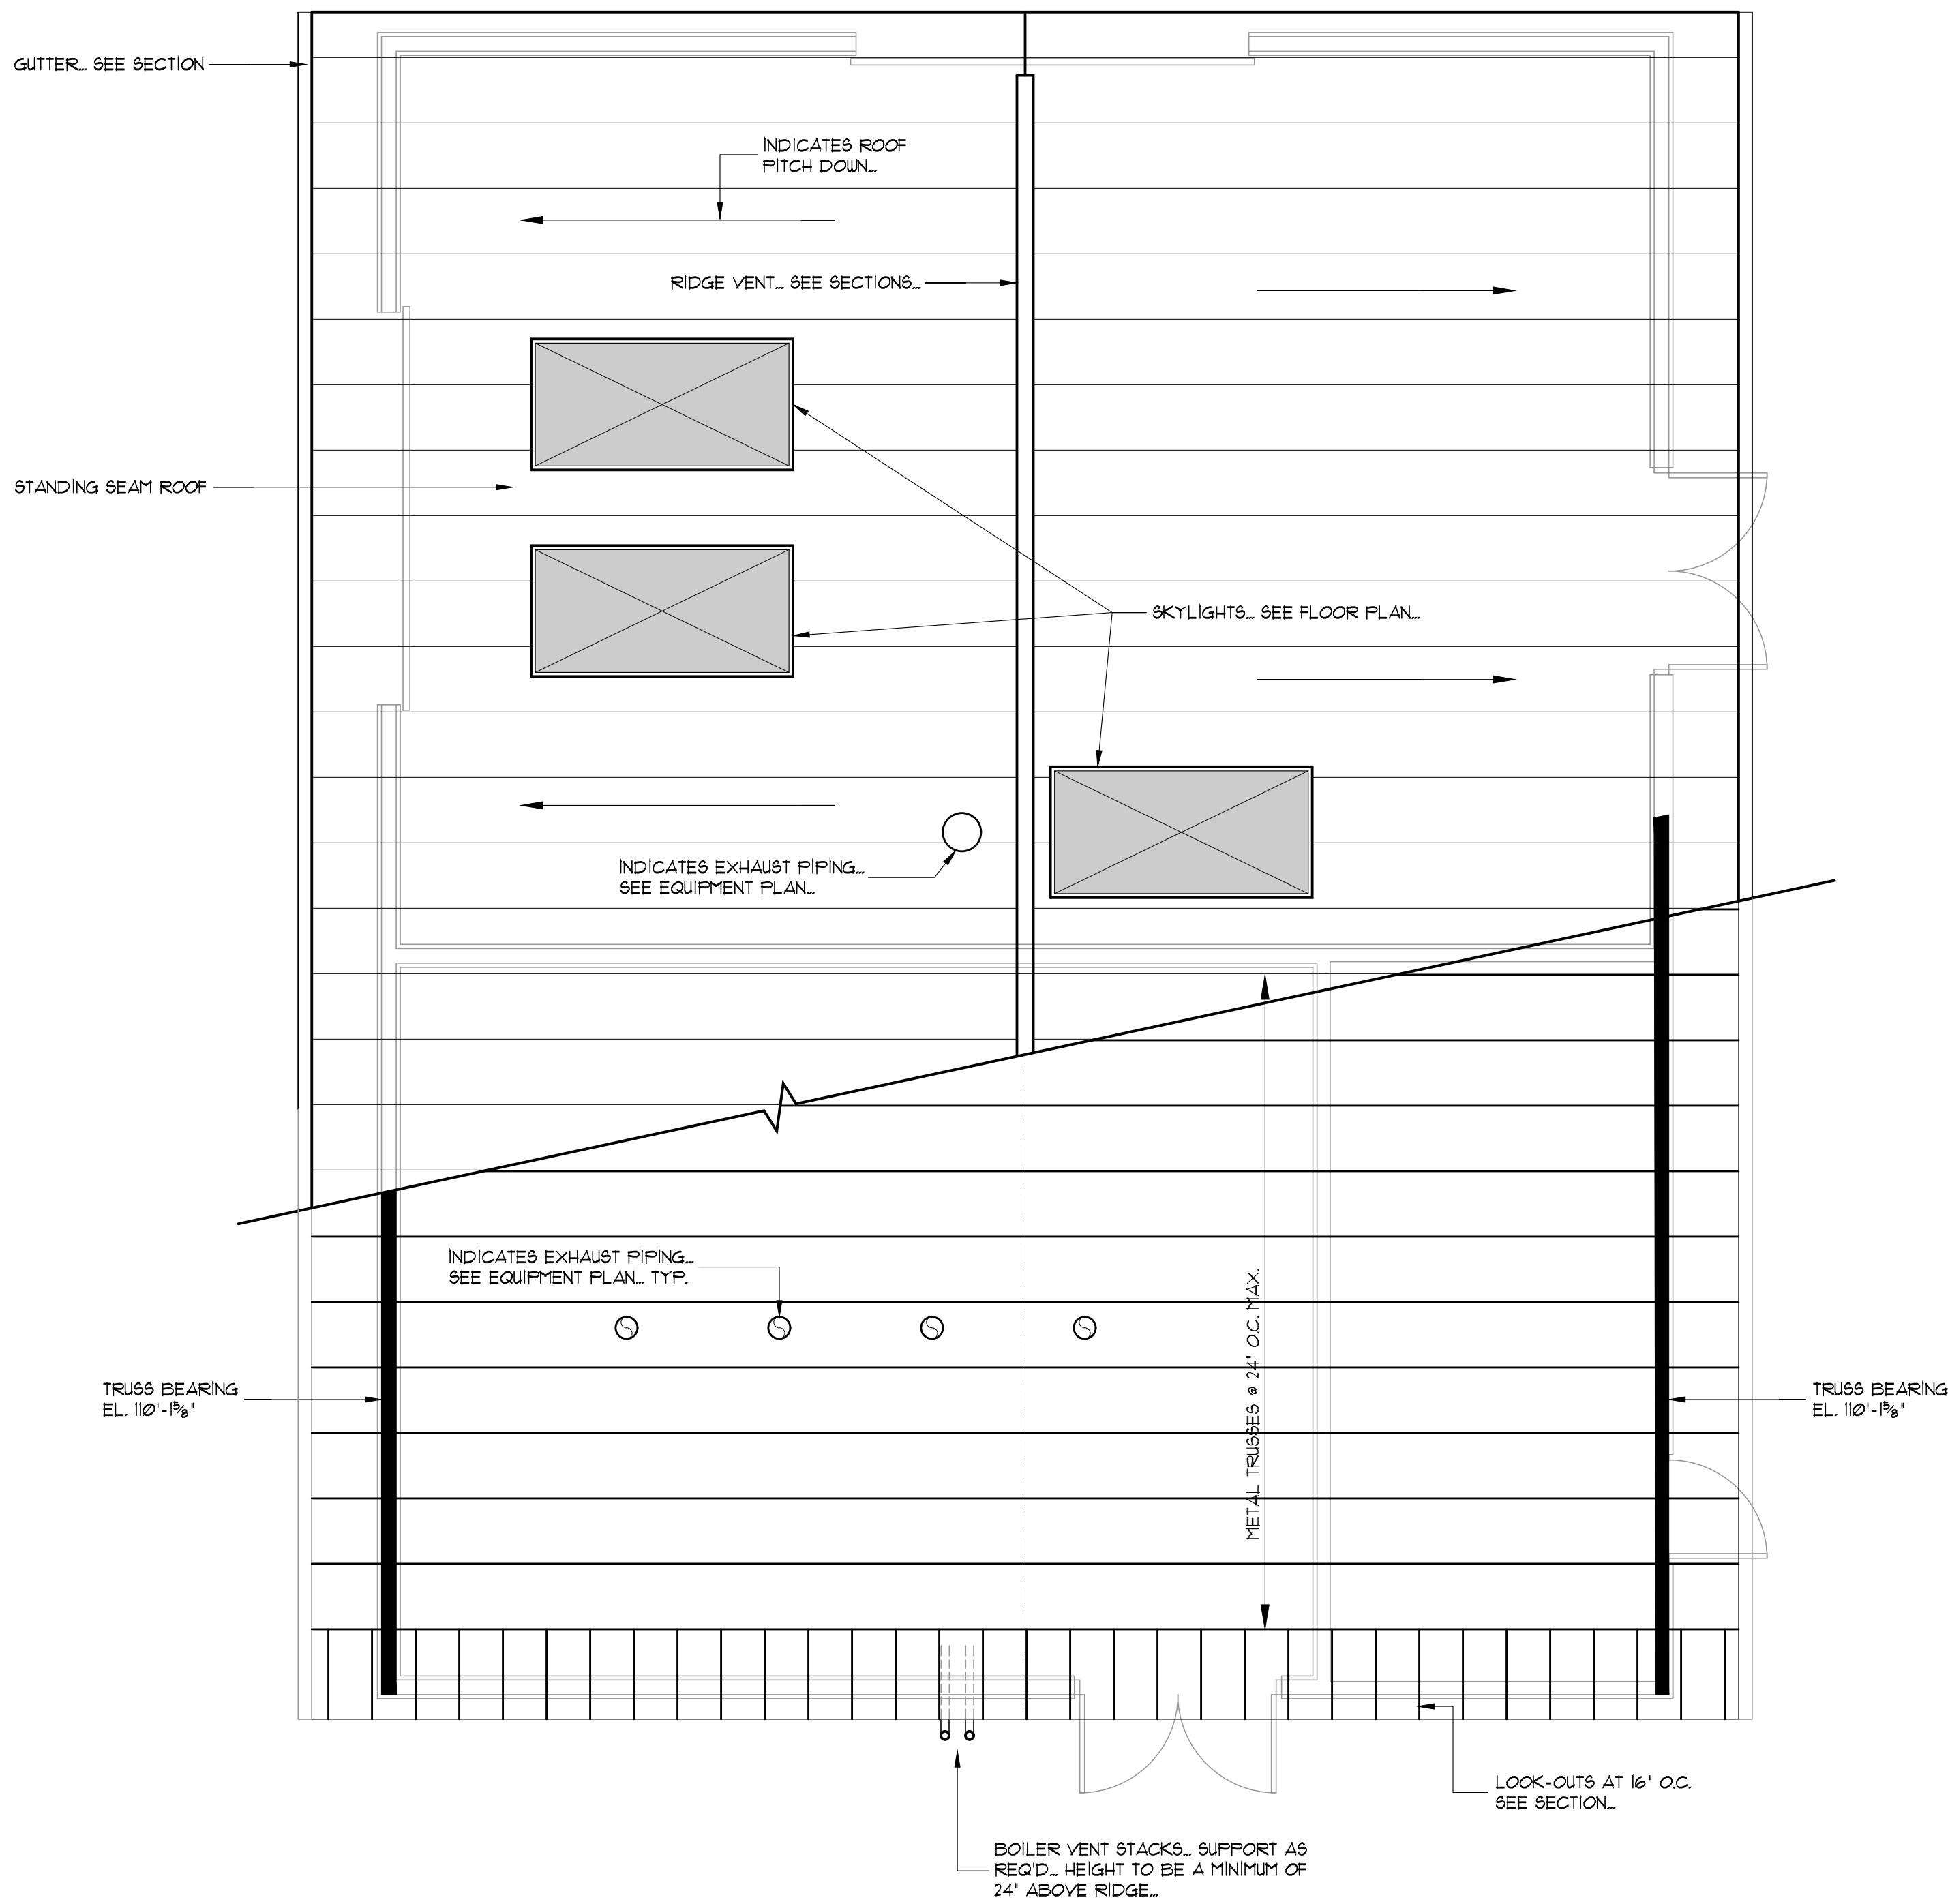 GUTTER... SEE SECTION
INDICATES ROOF
PITCH DOWN...
RIDGE VENT... SEE SECTIONS...
STANDING SEAM ROOF
SKYLIGHTS... SEE FLOOR PLAN...
INDICATES EXHAUST PIPING...
SEE EQUIPMENT PLAN...
INDICATES EXHAUST PIPING...
SEE EQUIPMENT PLAN... TYP.
METAL TRUSSES @ 24" O.C. MAX.
TRUSS BEARING
EL. 110'-1⅝"
TRUSS BEARING
EL. 110'-1⅝"
LOOK-OUTS AT 16" O.C.
SEE SECTION...
BOILER VENT STACKS... SUPPORT AS
REQ'D... HEIGHT TO BE A MINIMUM OF
24" ABOVE RIDGE...